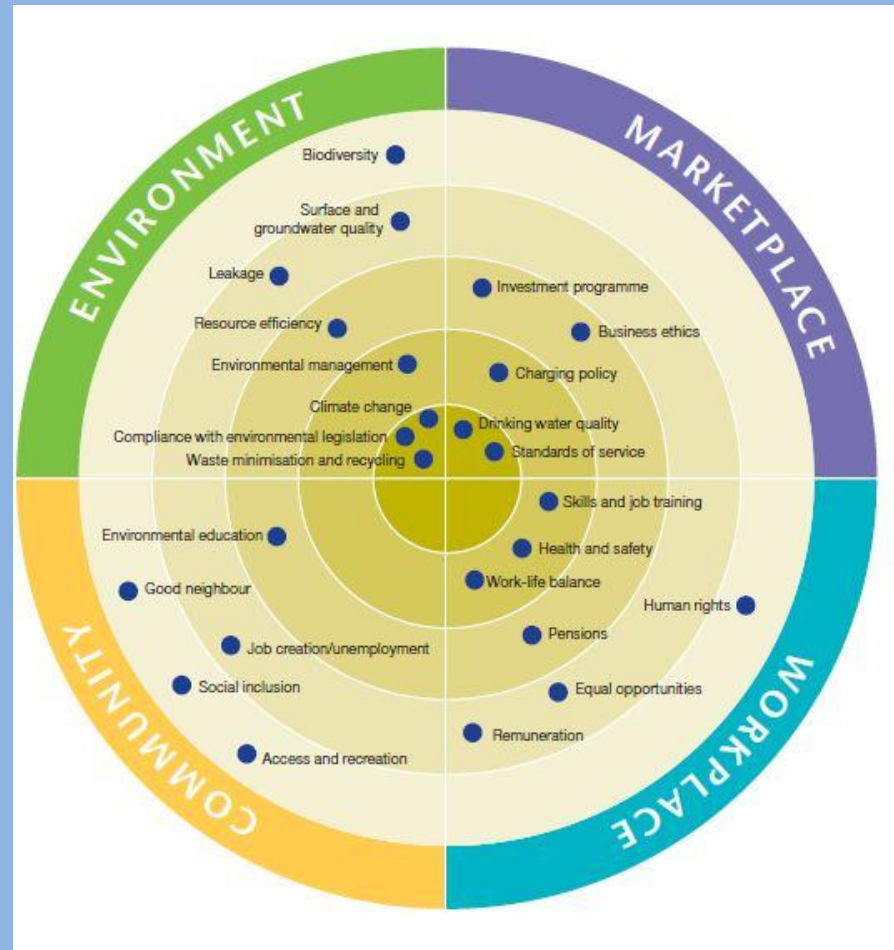 ENVIRONMENT
MARKETPLACE
Biodiversity
Surface and
groundwater quality
Leakage
Resource efficiency
Environmental management
Climate change
Compliance with environmental legislation
Waste minimisation and recycling
Investment programme
Business ethics
Charging policy
Drinking water quality
Standards of service
Environmental education
Good neighbour
Job creation/unemployment
Social inclusion
Access and recreation
Skills and job training
Health and safety
Work-life balance
Human rights
Pensions
Equal opportunities
Remuneration
COMMUNITY
WORKPLACE